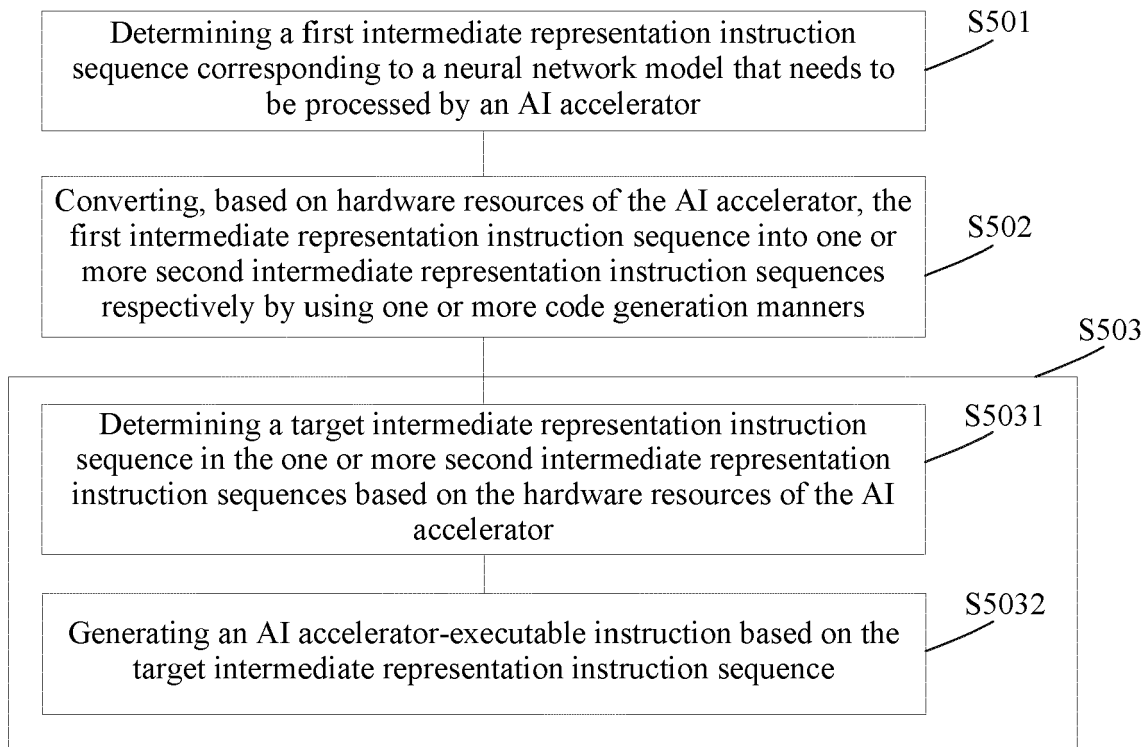 S501
Determining a first intermediate representation instruction
sequence corresponding to a neural network model that needs to
be processed by an AI accelerator
Converting, based on hardware resources of the AI accelerator, the
first intermediate representation instruction sequence into one or
more second intermediate representation instruction sequences
respectively by using one or more code generation manners
S502
S503
Determining a target intermediate representation instruction
sequence in the one or more second intermediate representation
instruction sequences based on the hardware resources of the AI
accelerator
S5031
Generating an AI accelerator-executable instruction based on the
target intermediate representation instruction sequence
S5032